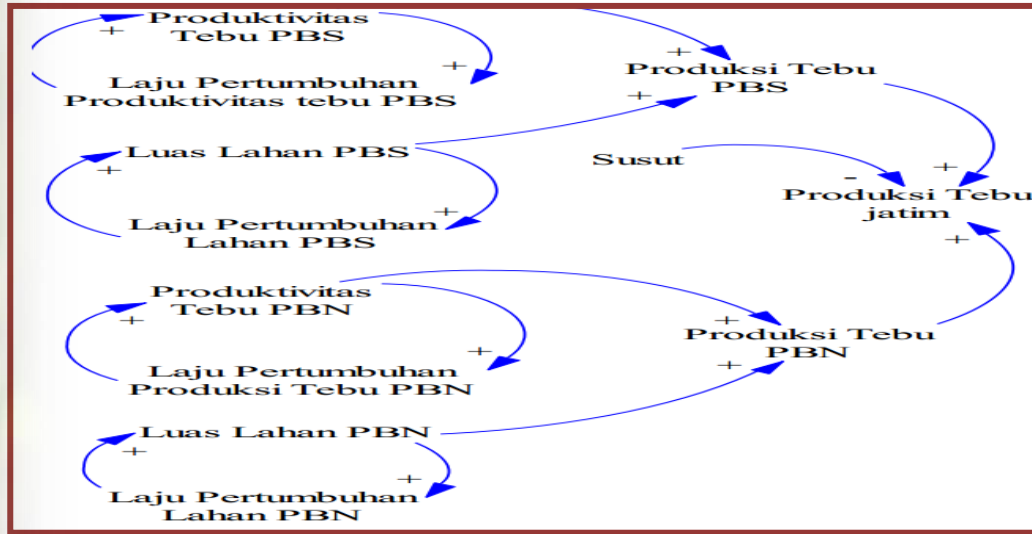 Produktivitas
Tebu PBS
+
+
Laju Pertumbuhan
Produktivitas tebu PBS
+
Produksi Tebu
PBS
+
Luas Lahan PBS
+
+
Laju Pertumbuhan
Lahan PBS
Susut
-
+
Produksi Tebu
jatim
+
Produktivitas
Tebu PBN
+
+
Laju Pertumbuhan
Produksi Tebu PBN
+
Produksi Tebu
PBN
+
Luas Lahan PBN
+
+
Laju Pertumbuhan
Lahan PBN